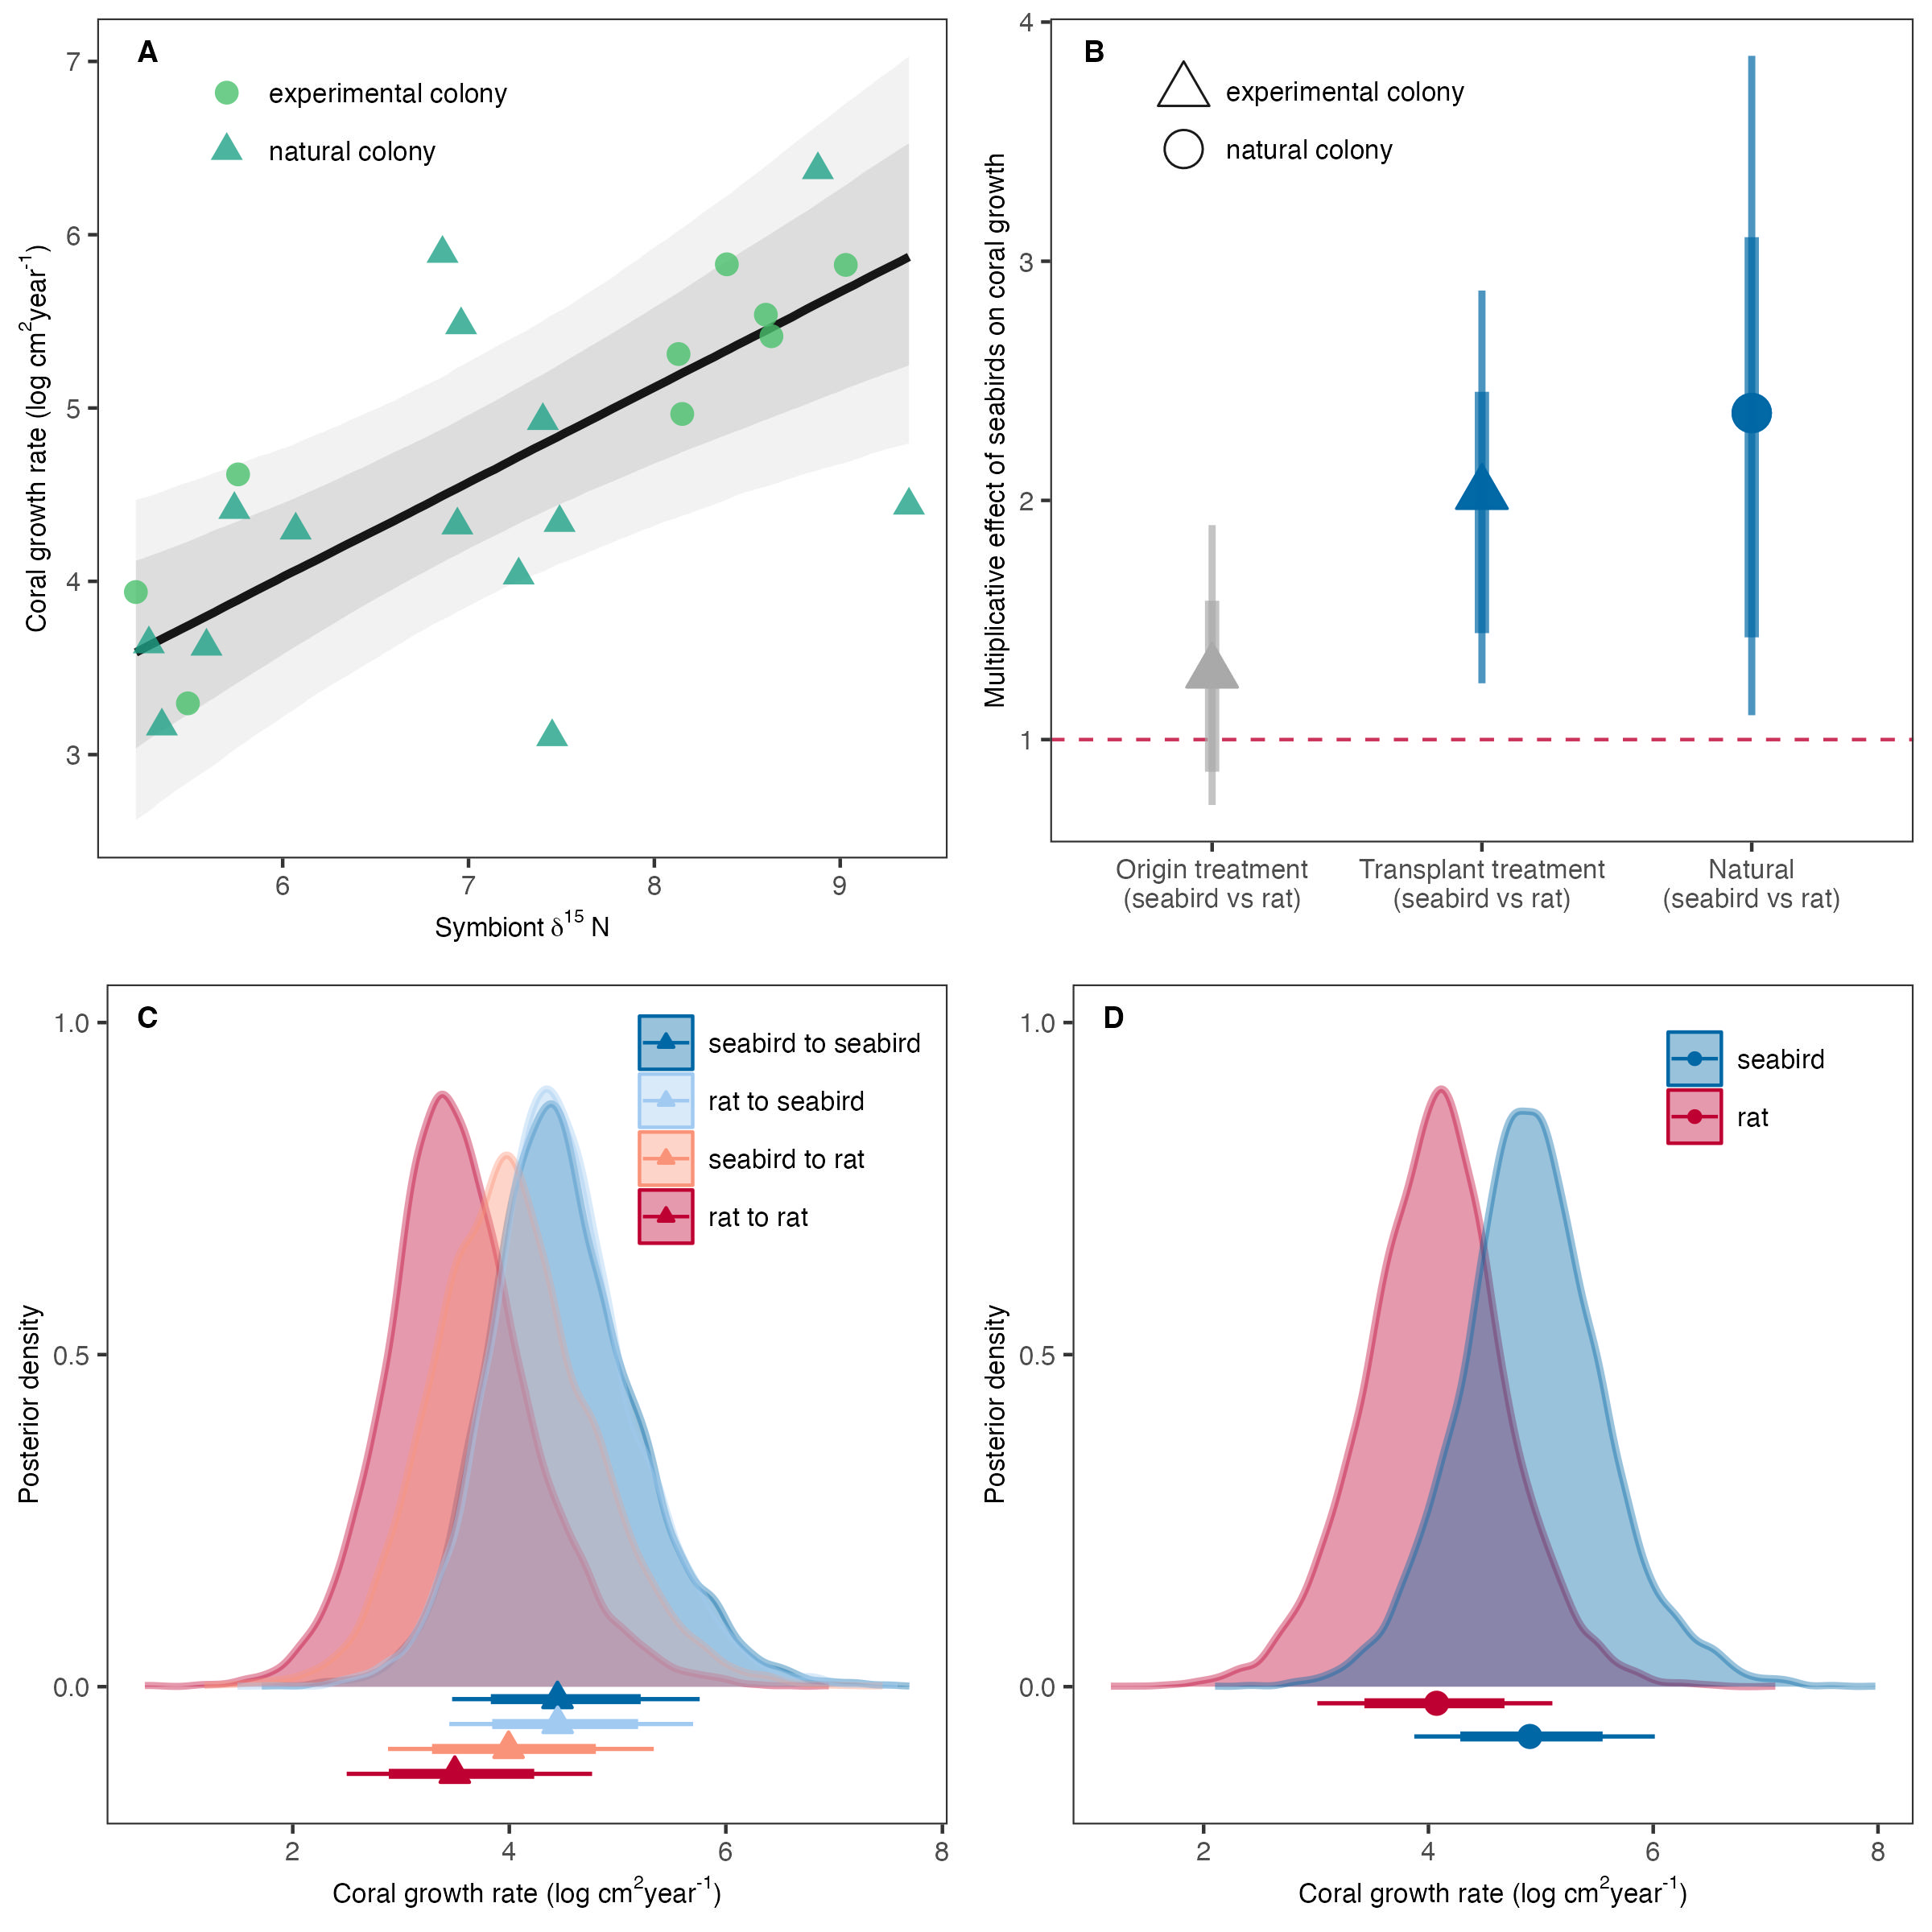 A
experimental colony
natural colony
7
6
5
4
3
Coral growth rate (log cm²year⁻¹)
6
7
8
9
Symbiont δ¹⁵ N
B
experimental colony
natural colony
4
3
2
1
Multiplicative effect of seabirds on coral growth
Origin treatment
(seabird vs rat)
Transplant treatment
(seabird vs rat)
Natural
(seabird vs rat)
C
seabird to seabird
rat to seabird
seabird to rat
rat to rat
1.0
0.5
0.0
Posterior density
2
4
6
8
Coral growth rate (log cm²year⁻¹)
D
seabird
rat
1.0
0.5
0.0
Posterior density
2
4
6
8
Coral growth rate (log cm²year⁻¹)